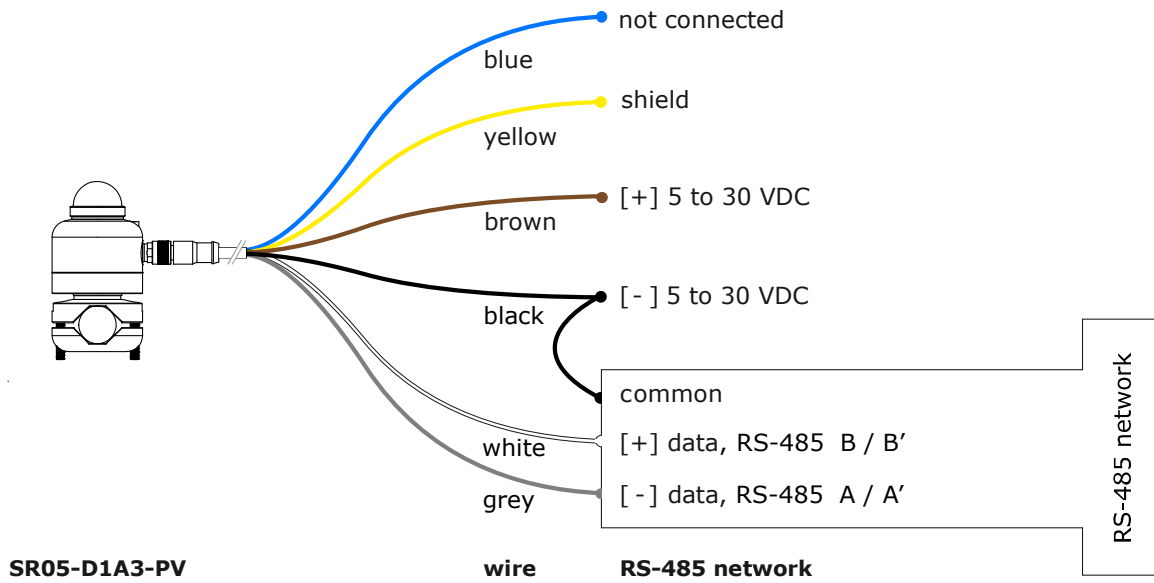 not connected
blue
shield
yellow
[+] 5 to 30 VDC
brown
[-] 5 to 30 VDC
black
common
[+] data, RS-485 B / B′
white
[-] data, RS-485 A / A′
grey
RS-485 network
SR05-D1A3-PV wire RS-485 network